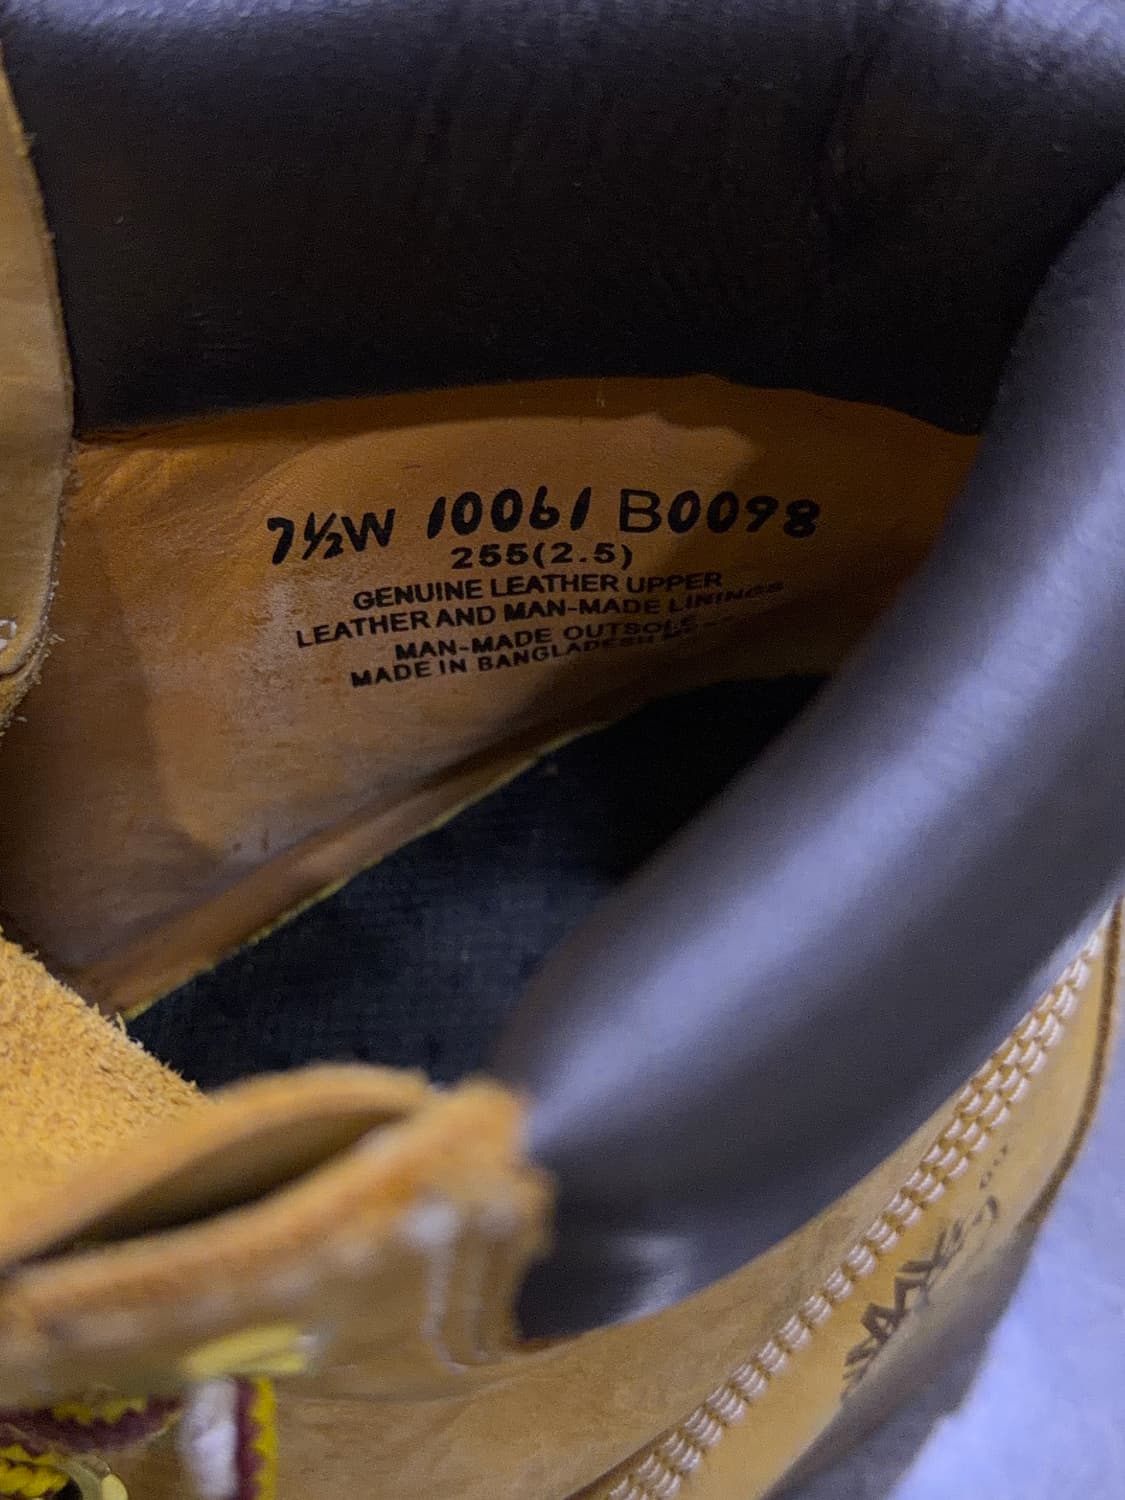 7½W 10061 B0098
255(2.5)
GENUINE LEATHER UPPER
LEATHER AND MAN-MADE LININGS
MAN-MADE OUTSOLE
MADE IN BANGLADESH